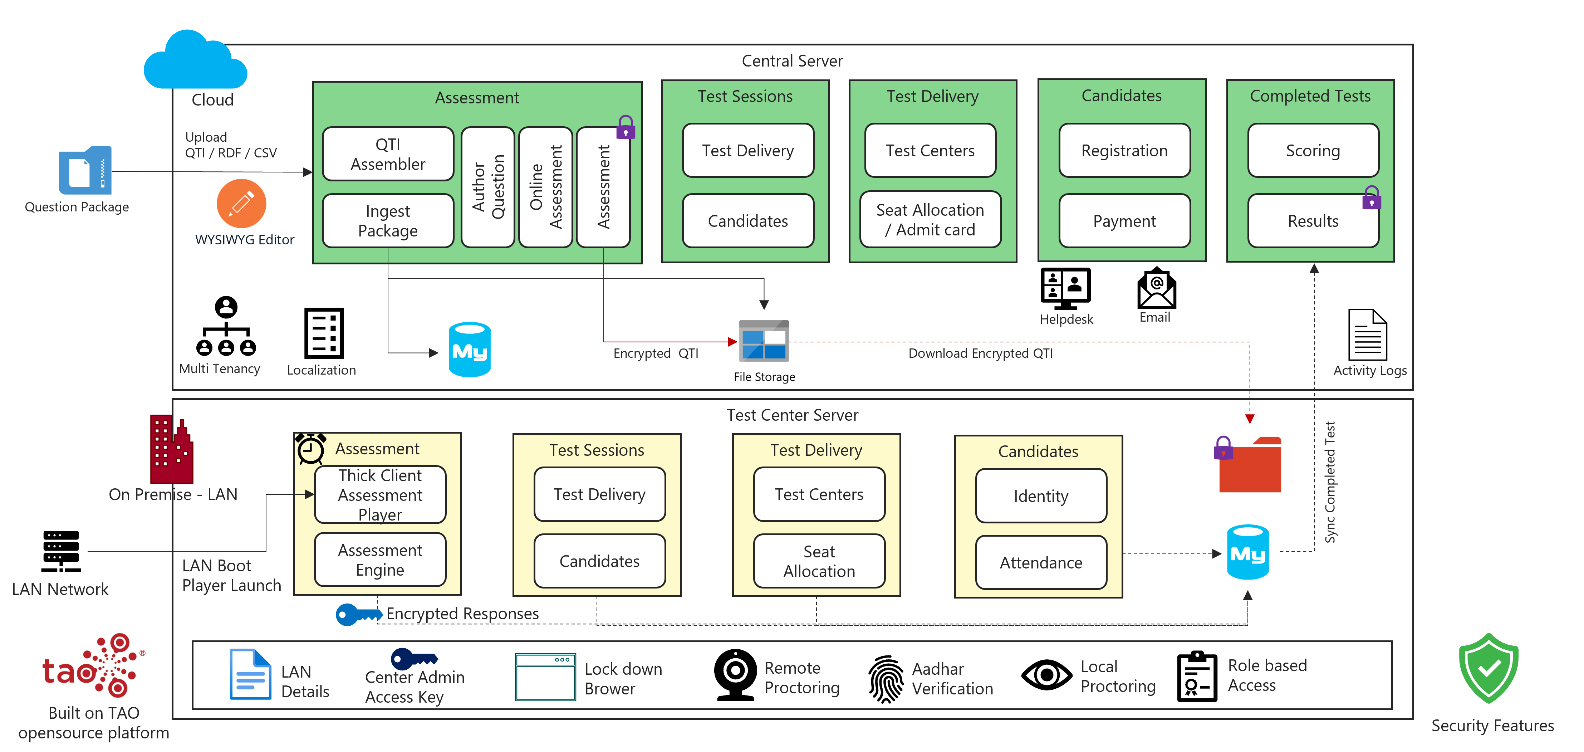 Central Server
Cloud
Upload
QTI / RDF / CSV
Question Package
WYSIWYG Editor
Assessment
QTI
Assembler
Ingest
Package
Author
Question
Online
Assessment
Assessment
Test Sessions
Test Delivery
Candidates
Test Delivery
Test Centers
Seat Allocation
/ Admit card
Candidates
Registration
Payment
Completed Tests
Scoring
Results
Helpdesk
Email
Multi Tenancy
Localization
My
Encrypted QTI
File Storage
Download Encrypted QTI
Activity Logs
Test Center Server
On Premise - LAN
LAN Network
LAN Boot
Player Launch
Assessment
Thick Client
Assessment
Player
Assessment
Engine
Test Sessions
Test Delivery
Candidates
Test Delivery
Test Centers
Seat
Allocation
Candidates
Identity
Attendance
My
Sync Completed Test
Encrypted Responses
LAN
Details
Center Admin
Access Key
Lock down
Brower
Remote
Proctoring
Aadhar
Verification
Local
Proctoring
Role based
Access
tao
®
Built on TAO
opensource platform
Security Features